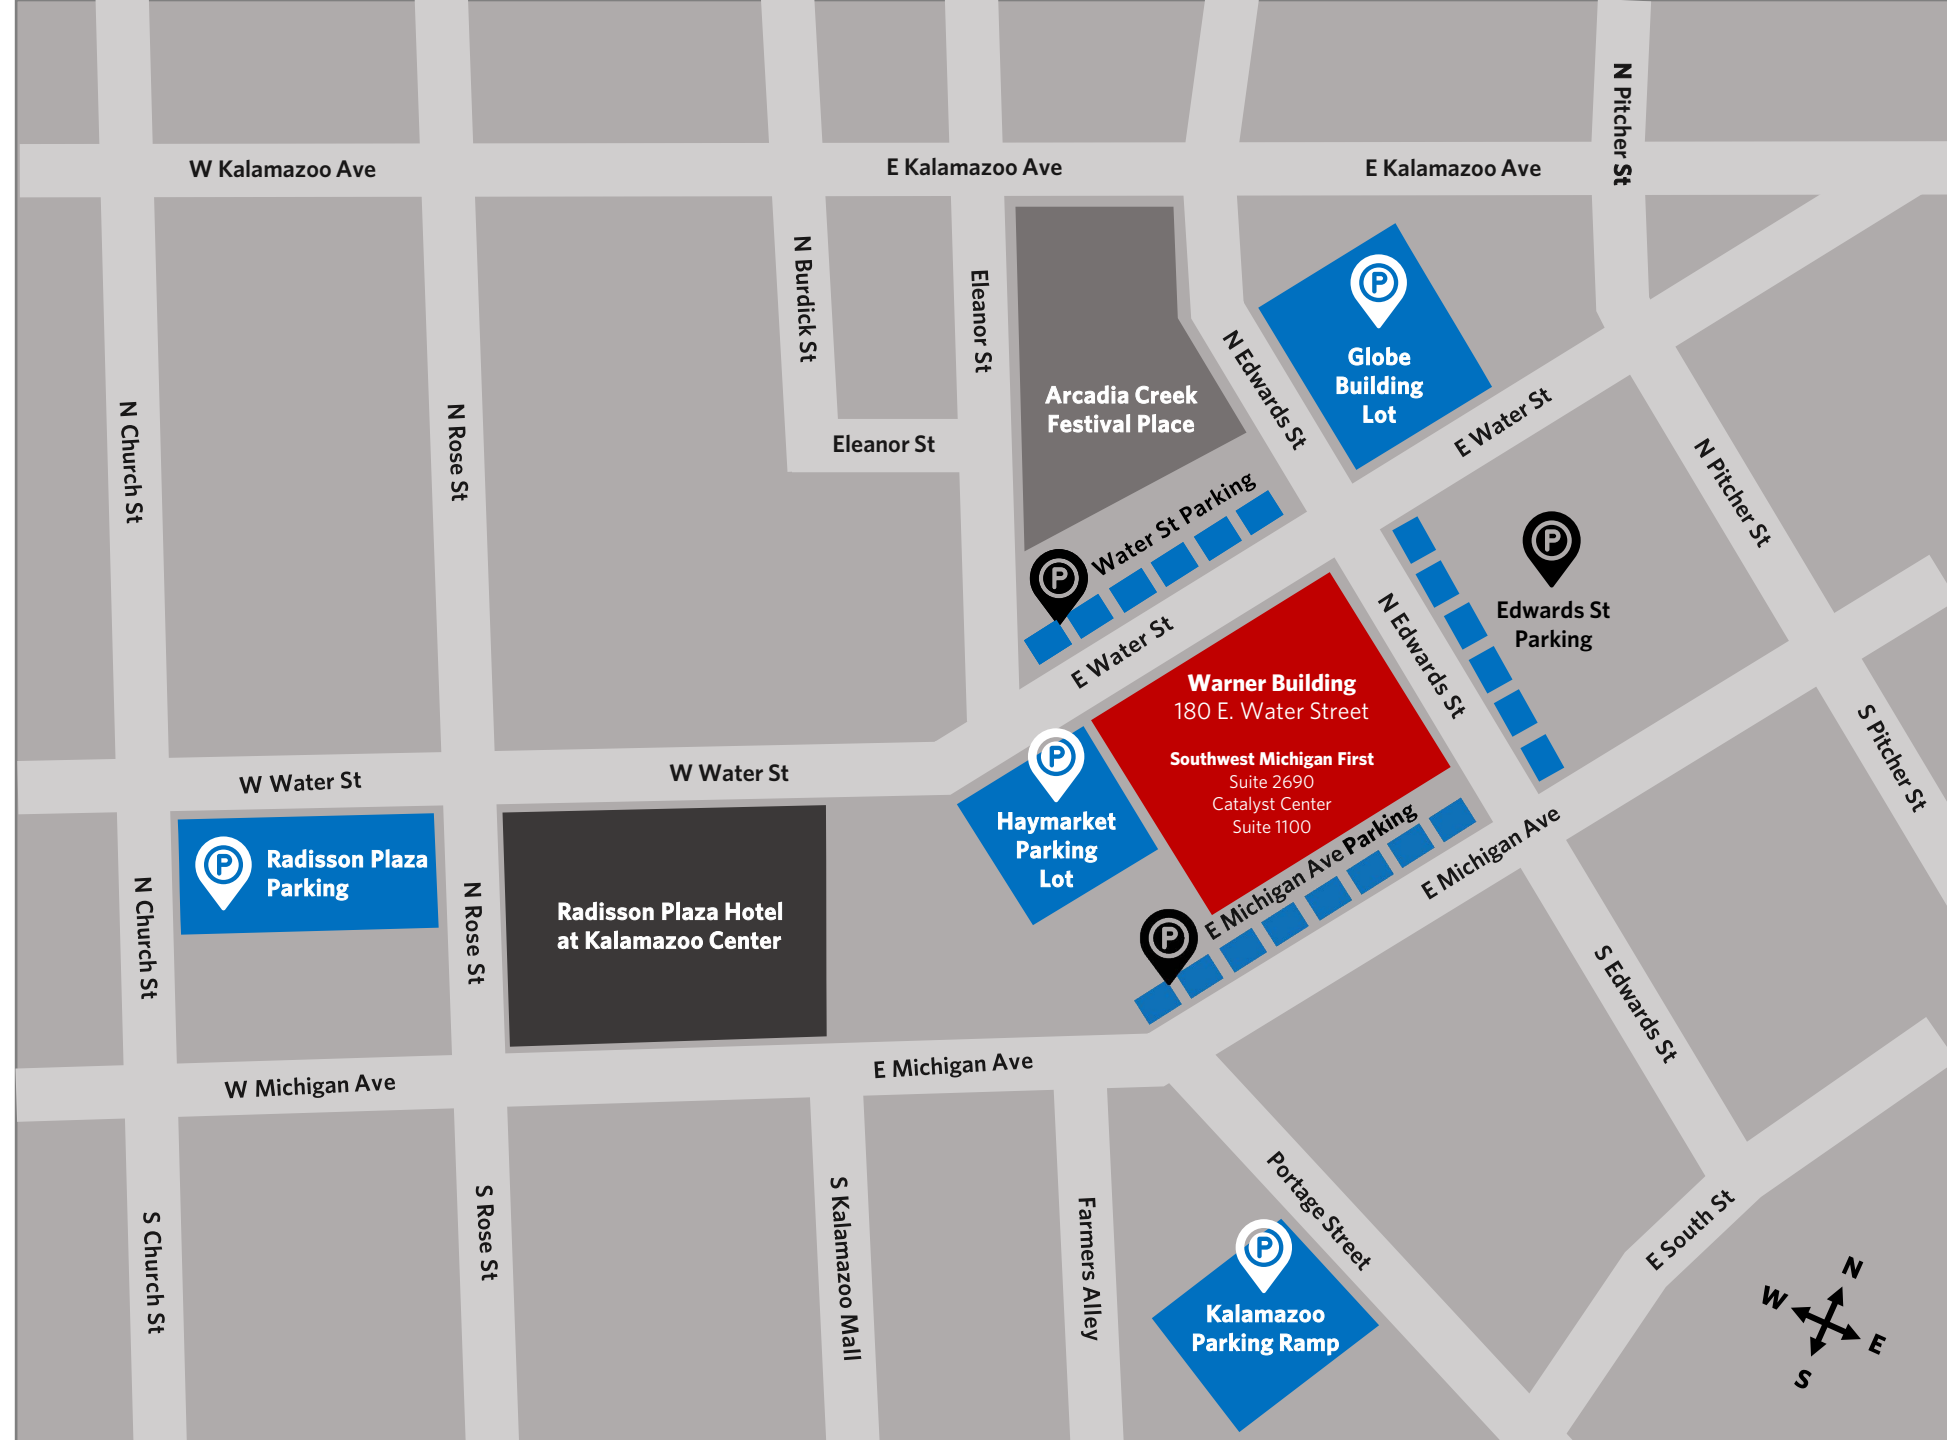 N Pitcher St
W Kalamazoo Ave
E Kalamazoo Ave
E Kalamazoo Ave
N Burdick St
Eleanor St
N Edwards St
P
Globe
Building
Lot
Arcadia Creek
Festival Place
N Church St
N Rose St
Eleanor St
E Water St
N Pitcher St
Water St Parking
P
P
Edwards St
Parking
E Water St
N Edwards St
Warner Building
180 E. Water Street
Southwest Michigan First
Suite 2690
Catalyst Center
Suite 1100
S Pitcher St
W Water St
W Water St
P
Haymarket
Parking
Lot
P
Radisson Plaza
Parking
E Michigan Ave Parking
E Michigan Ave
N Church St
N Rose St
Radisson Plaza Hotel
at Kalamazoo Center
P
S Edwards St
W Michigan Ave
E Michigan Ave
S Church St
S Rose St
S Kalamazoo Mall
Farmers Alley
Portage Street
E South St
P
Kalamazoo
Parking Ramp
N
W
E
S